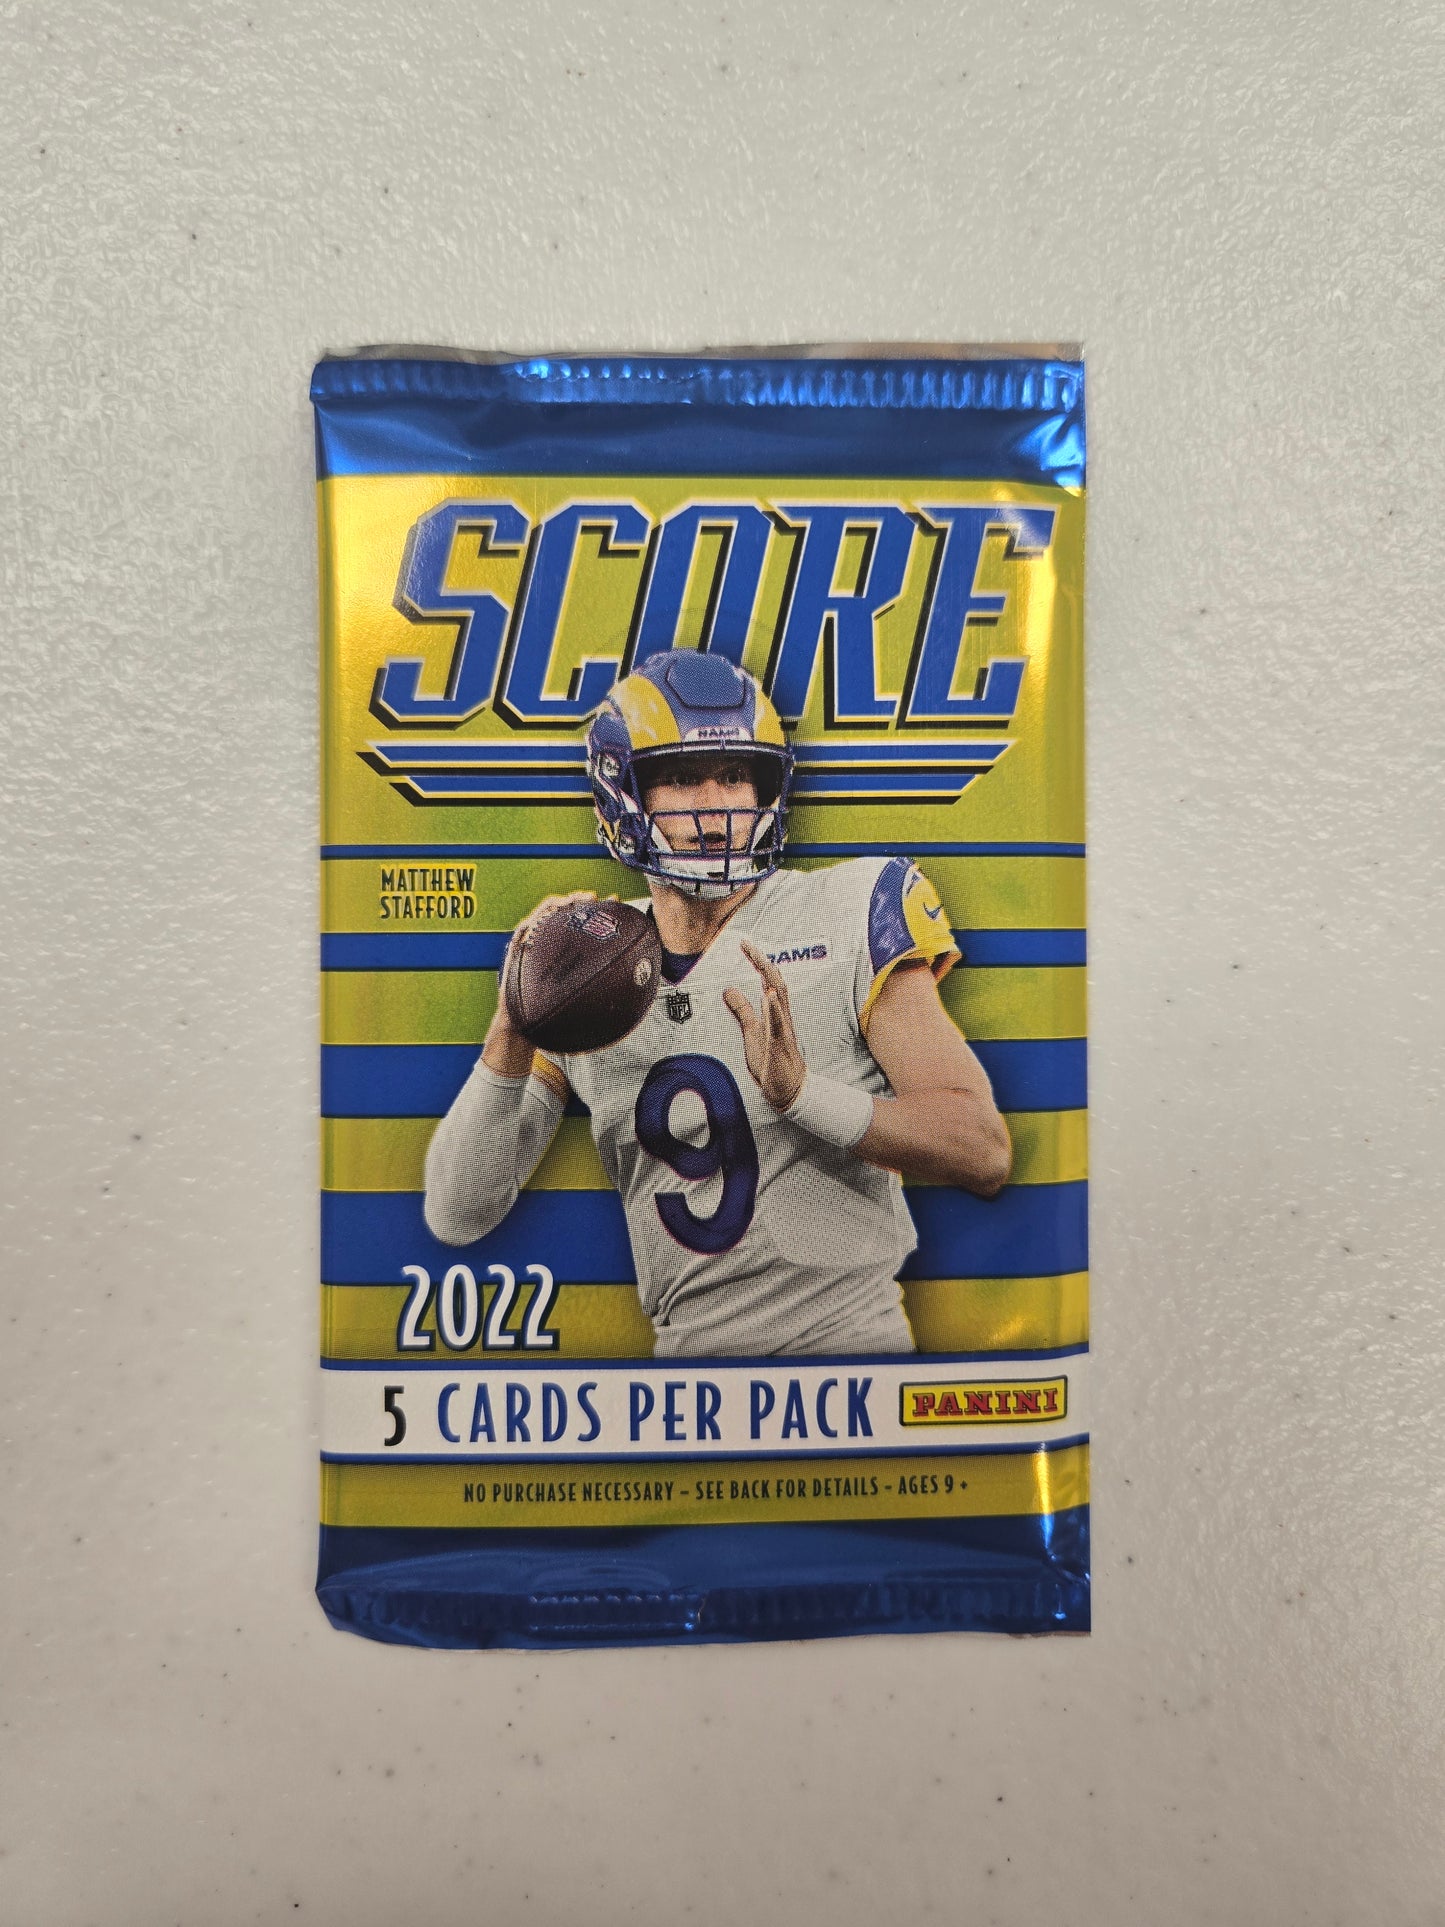 SCORE
RAMS
MATTHEW
STAFFORD
RAMS
NFL
9
2022
5 CARDS PER PACK
PANINI
NO PURCHASE NECESSARY - SEE BACK FOR DETAILS - AGES 9 +